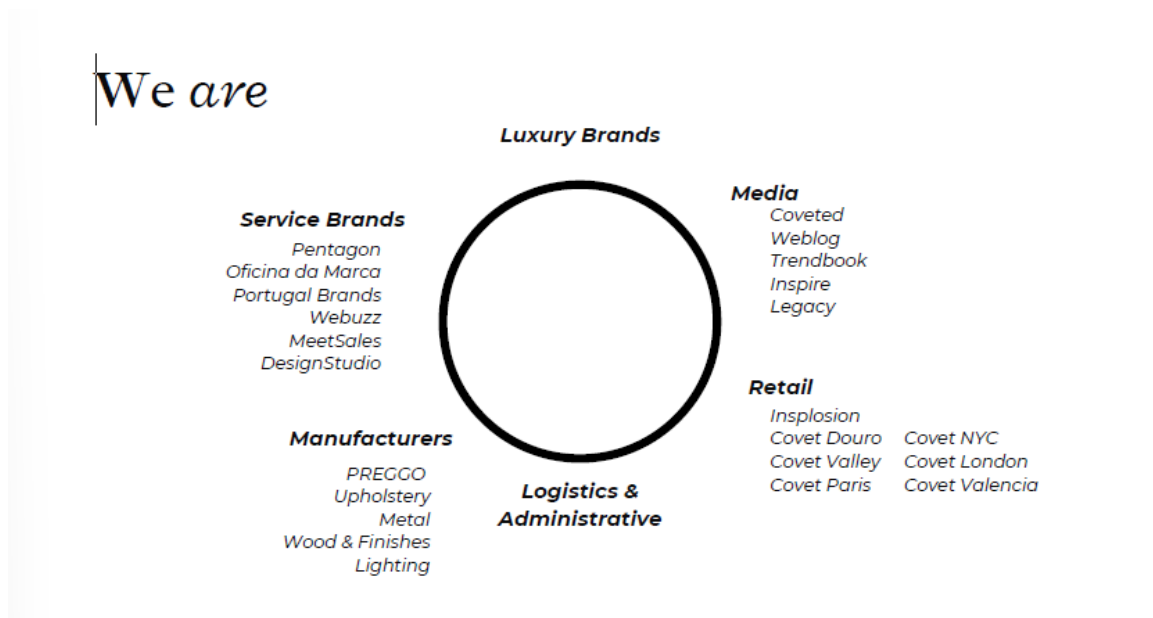 We are
Luxury Brands
Service Brands
Pentagon
Oficina da Marca
Portugal Brands
Webuzz
MeetSales
DesignStudio
Media
Coveted
Weblog
Trendbook
Inspire
Legacy
Manufacturers
PREGGO
Upholstery
Metal
Wood & Finishes
Lighting
Logistics &
Administrative
Retail
Insplosion
Covet Douro Covet NYC
Covet Valley Covet London
Covet Paris Covet Valencia